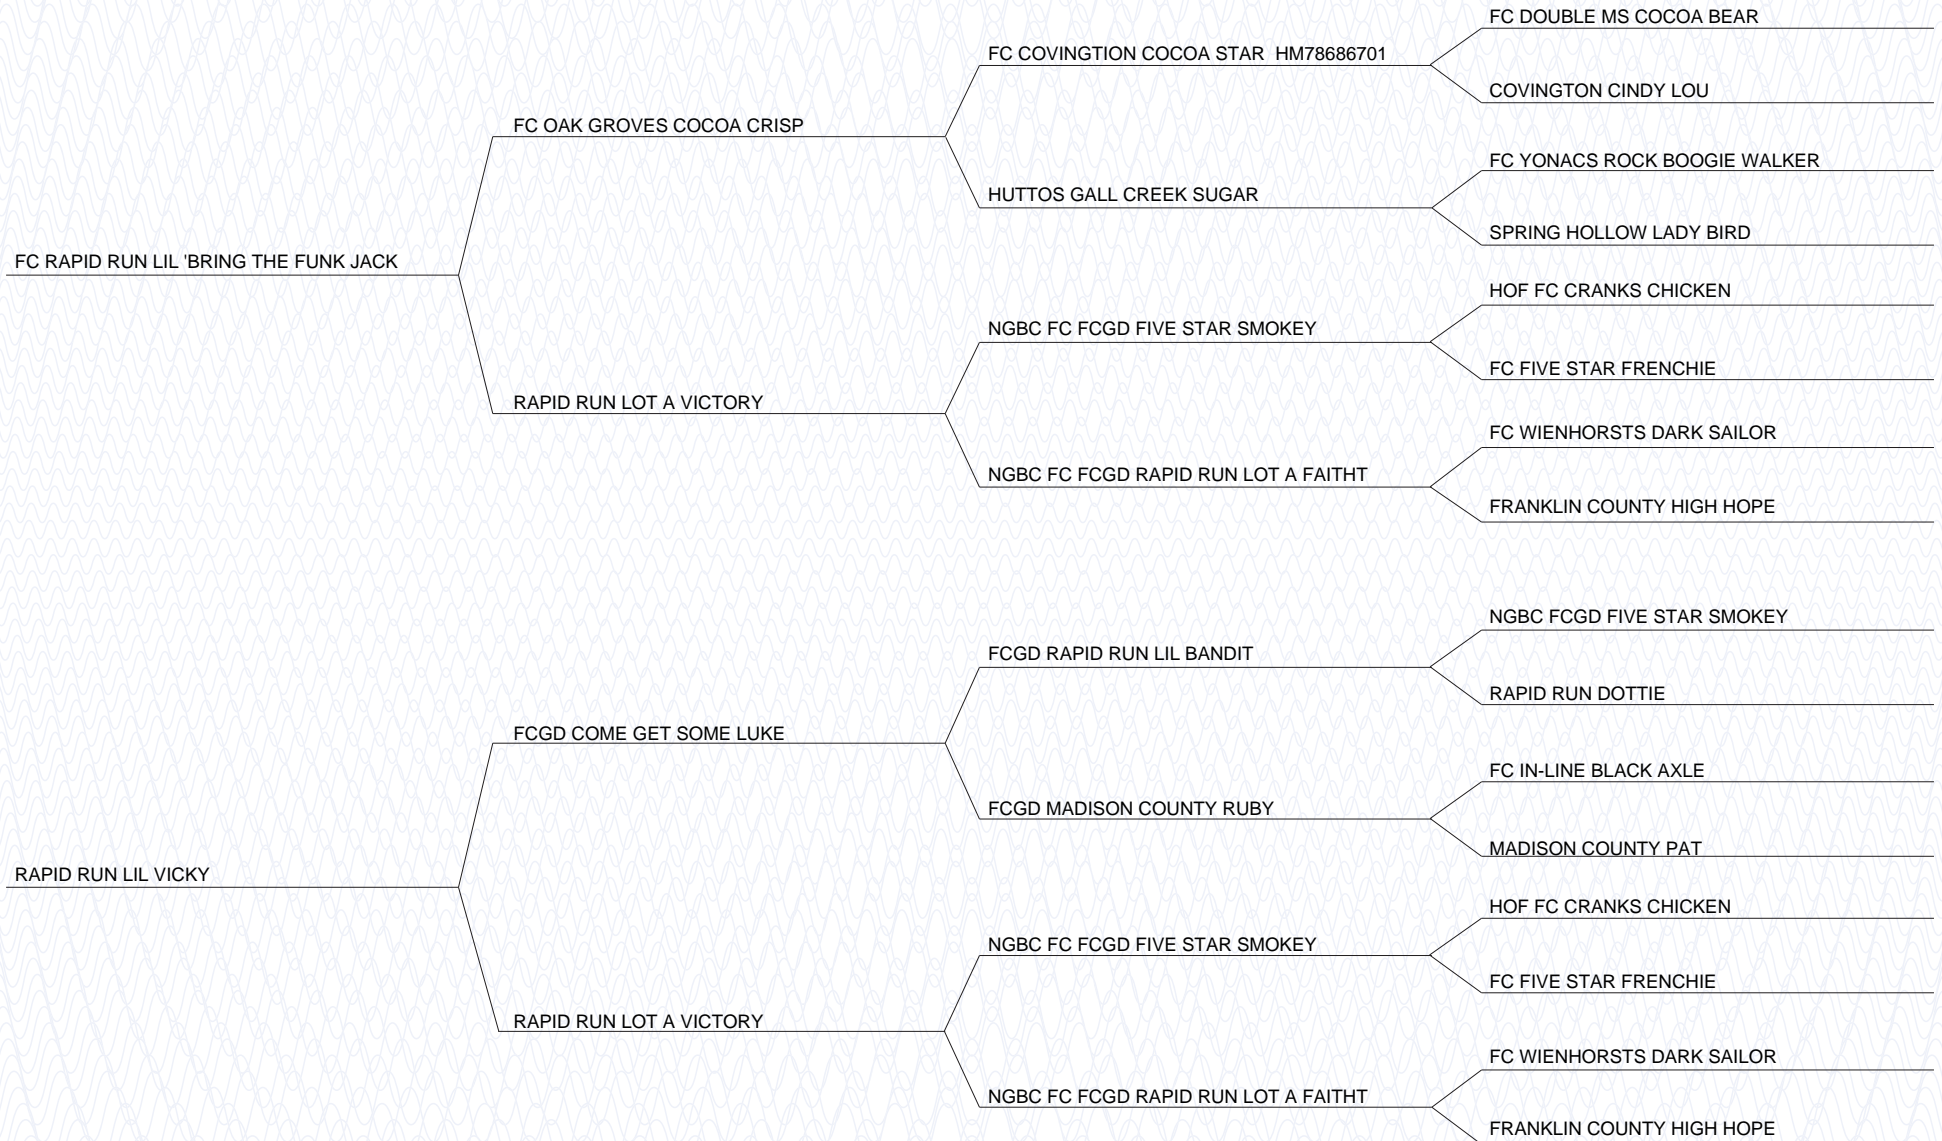 FC DOUBLE MS COCOA BEAR
FC COVINGTION COCOA STAR  HM78686701
COVINGTON CINDY LOU
FC OAK GROVES COCOA CRISP
FC YONACS ROCK BOOGIE WALKER
HUTTOS GALL CREEK SUGAR
SPRING HOLLOW LADY BIRD
FC RAPID RUN LIL 'BRING THE FUNK JACK
HOF FC CRANKS CHICKEN
NGBC FC FCGD FIVE STAR SMOKEY
FC FIVE STAR FRENCHIE
RAPID RUN LOT A VICTORY
FC WIENHORSTS DARK SAILOR
NGBC FC FCGD RAPID RUN LOT A FAITHT
FRANKLIN COUNTY HIGH HOPE
NGBC FCGD FIVE STAR SMOKEY
FCGD RAPID RUN LIL BANDIT
RAPID RUN DOTTIE
FCGD COME GET SOME LUKE
FC IN-LINE BLACK AXLE
FCGD MADISON COUNTY RUBY
MADISON COUNTY PAT
RAPID RUN LIL VICKY
HOF FC CRANKS CHICKEN
NGBC FC FCGD FIVE STAR SMOKEY
FC FIVE STAR FRENCHIE
RAPID RUN LOT A VICTORY
FC WIENHORSTS DARK SAILOR
NGBC FC FCGD RAPID RUN LOT A FAITHT
FRANKLIN COUNTY HIGH HOPE